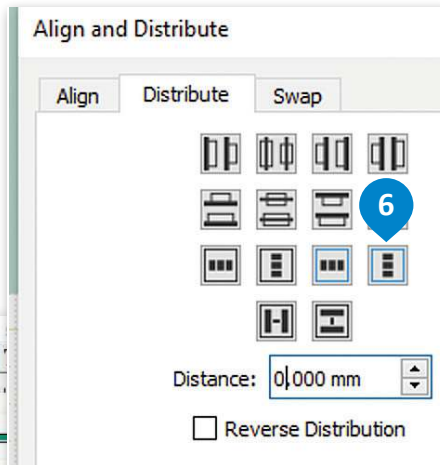 Align and Distribute
Align Distribute Swap
6
Distance: 0.000 mm
Reverse Distribution